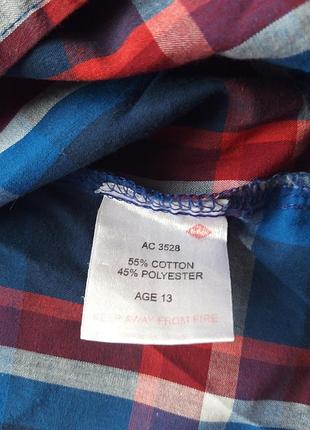 AC 3528
55% COTTON
45% POLYESTER
AGE 13
KEEP AWAY FROM FIRE